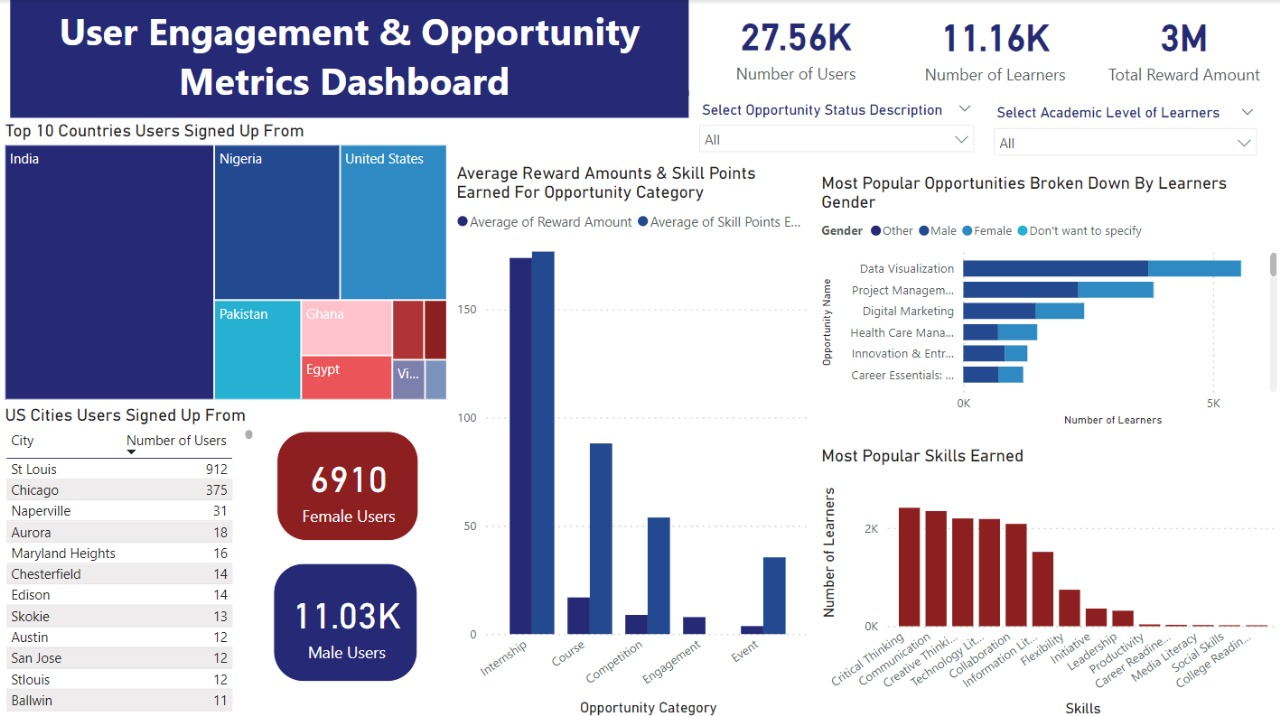 User Engagement & Opportunity
Metrics Dashboard
27.56K
Number of Users
11.16K
Number of Learners
3M
Total Reward Amount
Select Opportunity Status Description
All
Select Academic Level of Learners
All
Top 10 Countries Users Signed Up From
India
Nigeria
United States
Pakistan
Ghana
Egypt
Vi...
US Cities Users Signed Up From
City Number of Users
St Louis 912
Chicago 375
Naperville 31
Aurora 18
Maryland Heights 16
Chesterfield 14
Edison 14
Skokie 13
Austin 12
San Jose 12
Stlouis 12
Ballwin 11
6910
Female Users
11.03K
Male Users
Average Reward Amounts & Skill Points
Earned For Opportunity Category
Average of Reward Amount Average of Skill Points E...
150
100
50
0
Internship
Course
Competition
Engagement
Event
Opportunity Category
Most Popular Opportunities Broken Down By Learners
Gender
Gender Other Male Female Don't want to specify
Opportunity Name
Data Visualization
Project Managem...
Digital Marketing
Health Care Mana...
Innovation & Entr...
Career Essentials: ...
0K 5K
Number of Learners
Most Popular Skills Earned
Number of Learners
2K
0K
Critical Thinking
Communication
Creative Thinki...
Technology Lit...
Collaboration
Information Lit...
Flexibility
Initiative
Leadership
Productivity
Career Readine...
Media Literacy
Social Skills
College Readin...
Skills